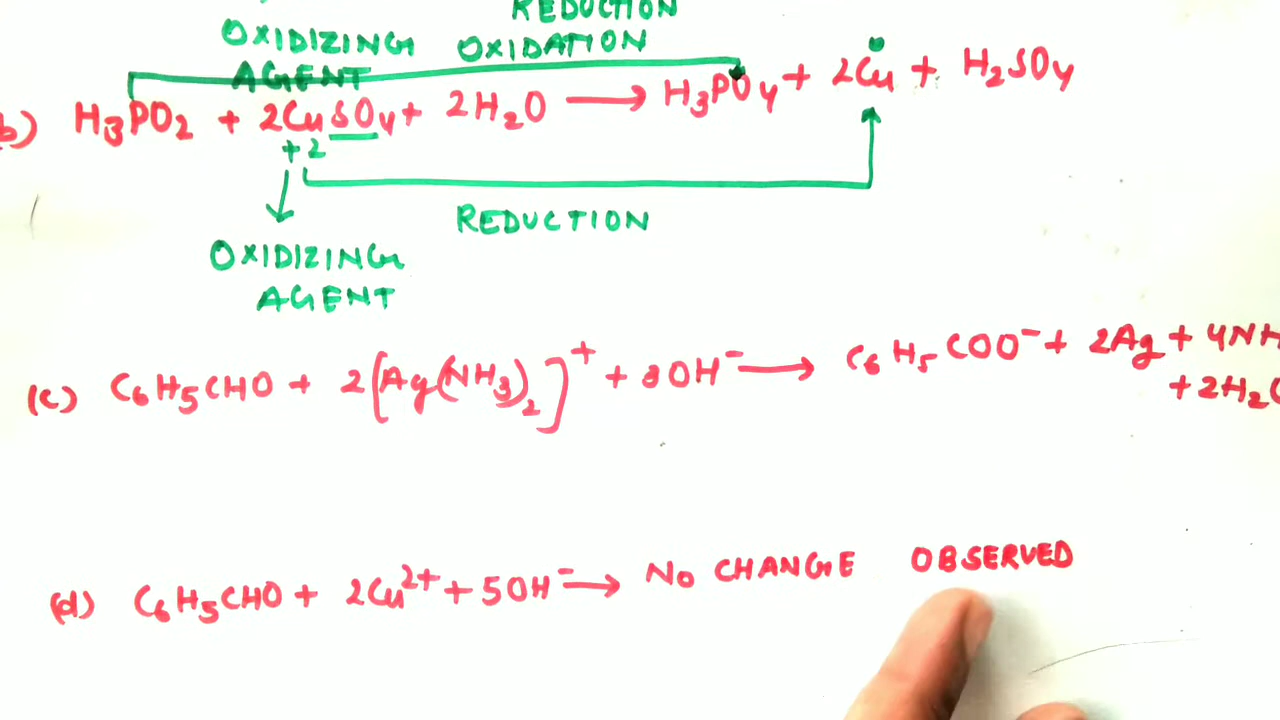 REDUCTION
OXIDIZING OXIDATION
AGENT
b) H₃PO₂ + 2CuSO₄ + 2H₂O ⟶ H₃PO₄ + 2Cu + H₂SO₄
+2
REDUCTION
OXIDIZING
AGENT
(c) C₆H₅CHO + 2[Ag(NH₃)₂]⁺ + 3OH⁻ ⟶ C₆H₅COO⁻ + 2Ag + 4NH
+2H₂O
(d) C₆H₅CHO + 2Cu²⁺ + 5OH⁻ ⟶ NO CHANGE OBSERVED